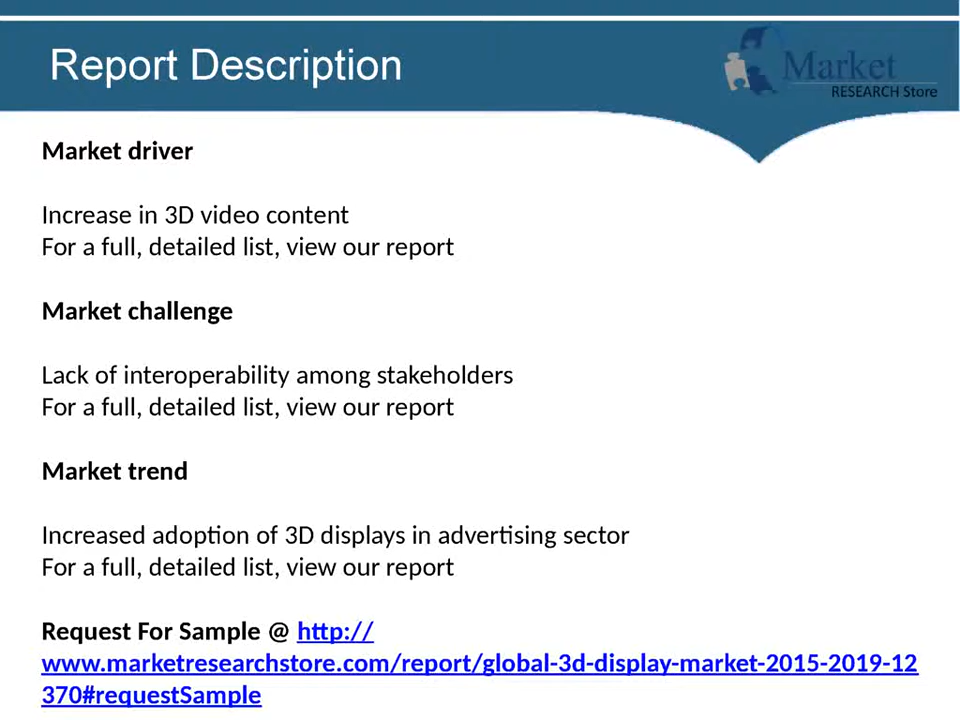 Report Description
Market
RESEARCH Store
Market driver
Increase in 3D video content
For a full, detailed list, view our report
Market challenge
Lack of interoperability among stakeholders
For a full, detailed list, view our report
Market trend
Increased adoption of 3D displays in advertising sector
For a full, detailed list, view our report
Request For Sample @ http://
www.marketresearchstore.com/report/global-3d-display-market-2015-2019-12
370#requestSample